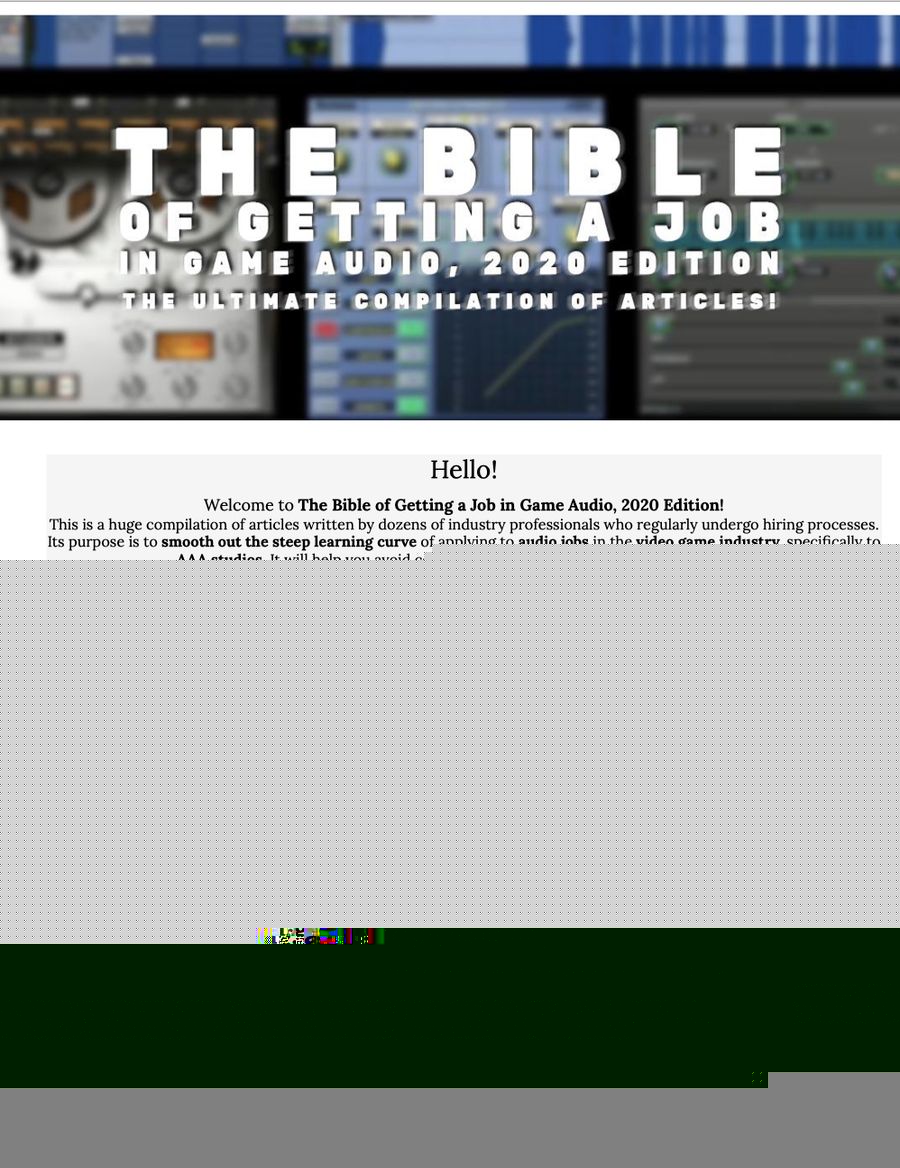 THE BIBLE
OF GETTING A JOB
IN GAME AUDIO, 2020 EDITION
THE ULTIMATE COMPILATION OF ARTICLES!
Hello!
Welcome to The Bible of Getting a Job in Game Audio, 2020 Edition!
This is a huge compilation of articles written by dozens of industry professionals who regularly undergo hiring processes.
Its purpose is to smooth out the steep learning curve of applying to audio jobs in the video game industry, specifically to
AAA studios. It will help you avoid